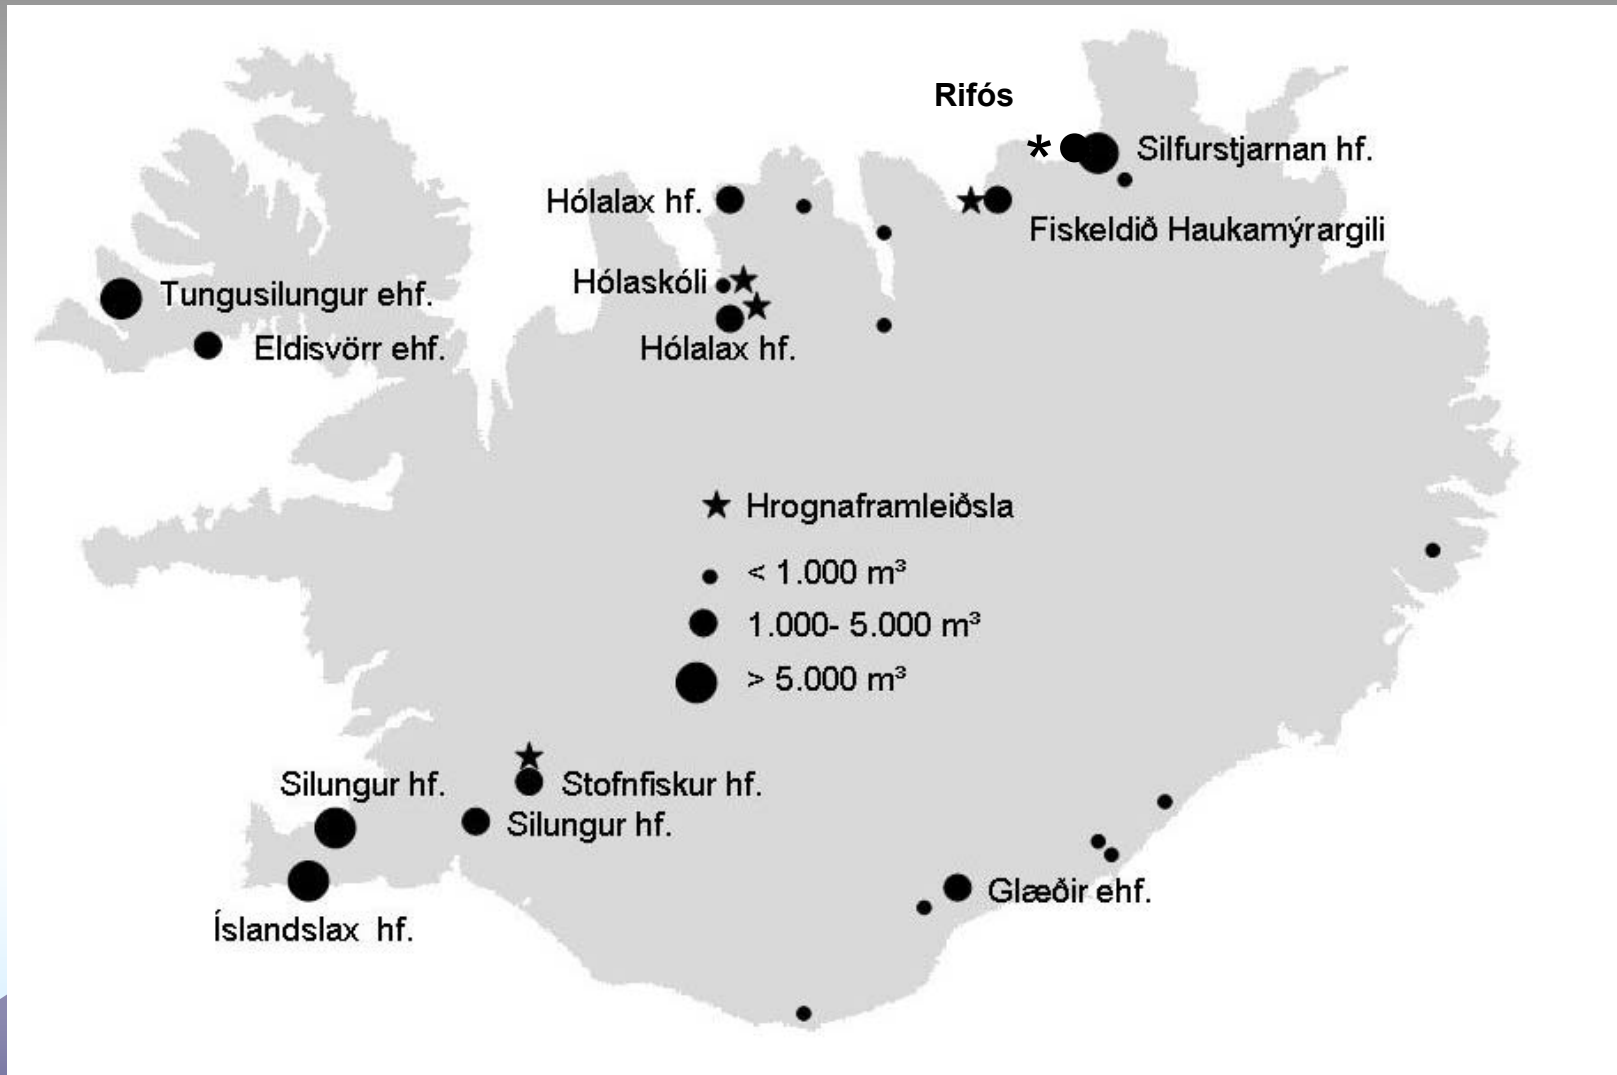 Rifós
*
Silfurstjarnan hf.
Hólalax hf.
Fiskeldið Haukamýrargili
Hólaskóli
Tungusilungur ehf.
Hólalax hf.
Eldisvörr ehf.
Hrognaframleiðsla
< 1.000 m³
1.000- 5.000 m³
> 5.000 m³
Silungur hf.
Stofnfiskur hf.
Silungur hf.
Glæðir ehf.
Íslandslax hf.